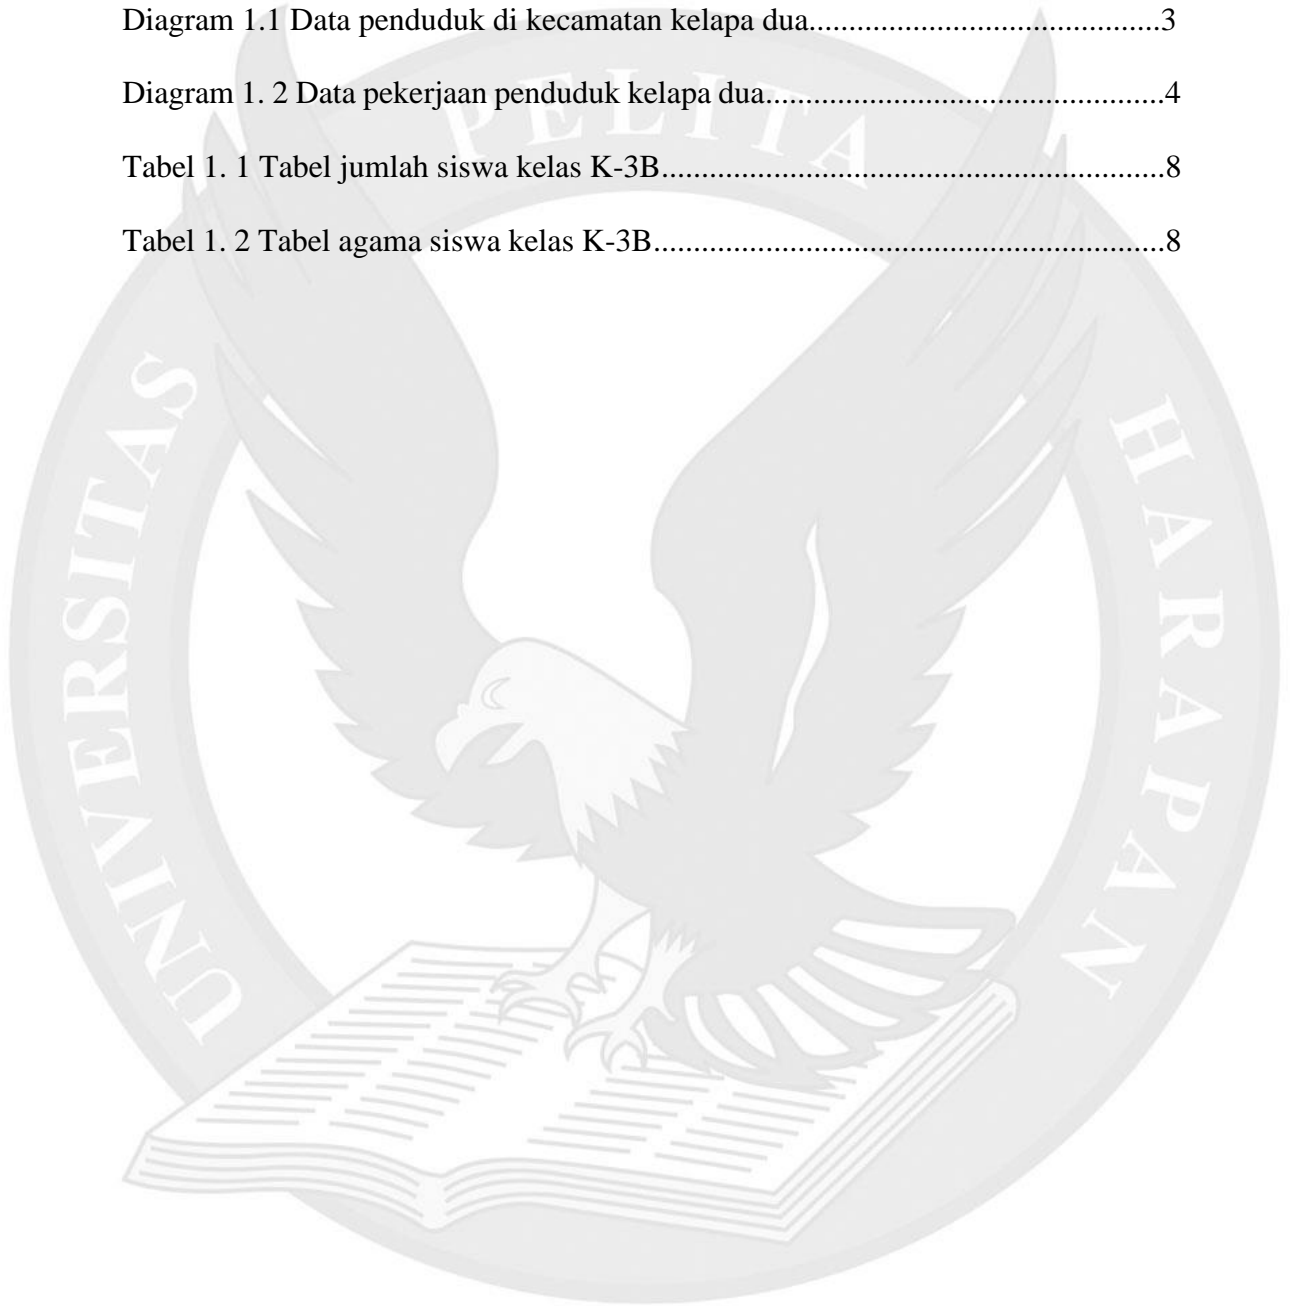 Diagram 1.1 Data penduduk di kecamatan kelapa dua............................................3
Diagram 1. 2 Data pekerjaan penduduk kelapa dua..................................................4
Tabel 1. 1 Tabel jumlah siswa kelas K-3B...............................................................8
Tabel 1. 2 Tabel agama siswa kelas K-3B................................................................8
UNIVERSITAS PELITA HARAPAN